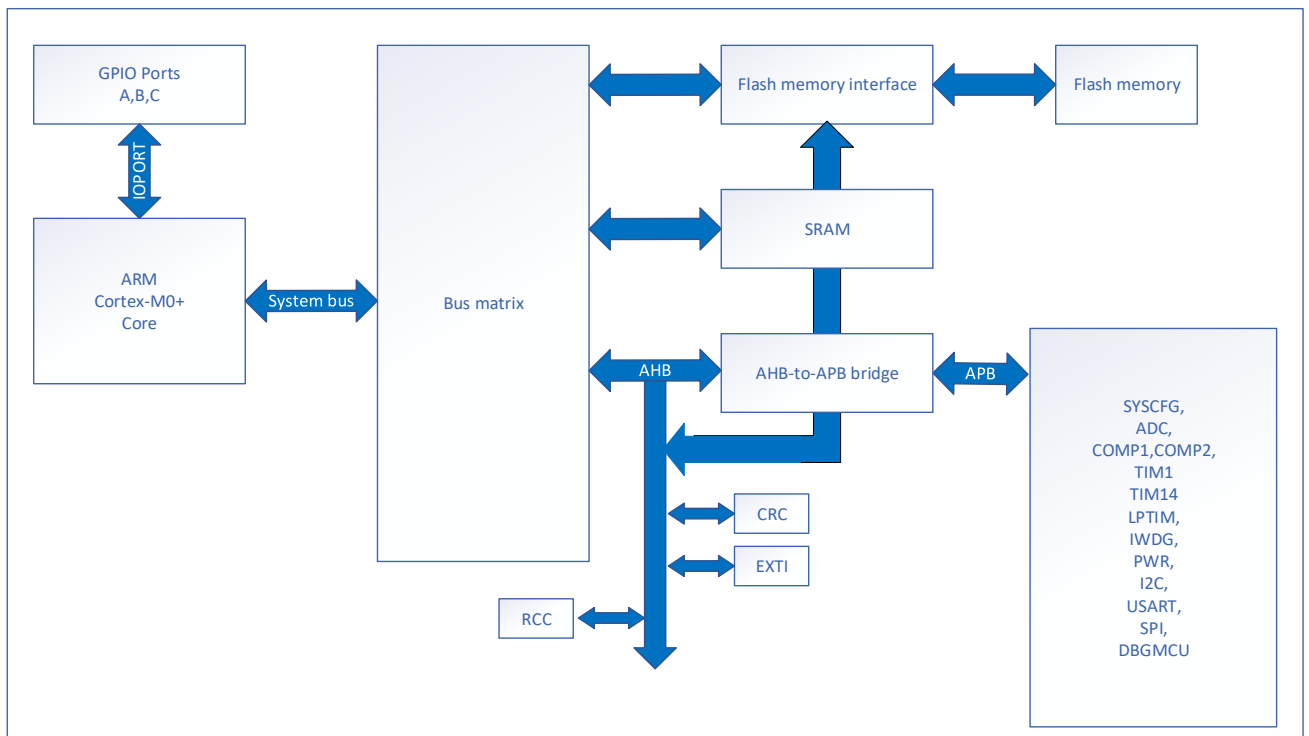 GPIO Ports
A,B,C
IOPORT
ARM
Cortex-M0+
Core
System bus
Bus matrix
Flash memory interface
Flash memory
SRAM
AHB
AHB-to-APB bridge
APB
CRC
EXTI
RCC
SYSCFG,
ADC,
COMP1,COMP2,
TIM1
TIM14
LPTIM,
IWDG,
PWR,
I2C,
USART,
SPI,
DBGMCU